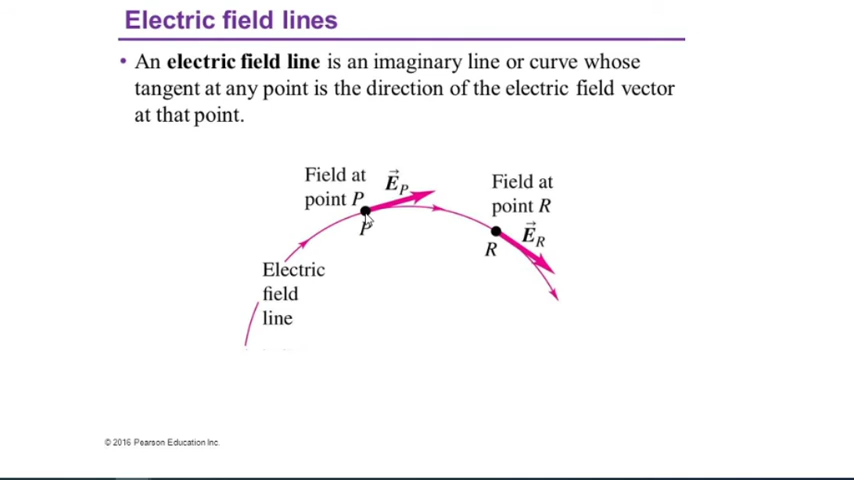 Electric field lines
• An electric field line is an imaginary line or curve whose
tangent at any point is the direction of the electric field vector
at that point.
Field at
point P
E⃗P
P
Field at
point R
E⃗R
R
Electric
field
line
© 2016 Pearson Education Inc.